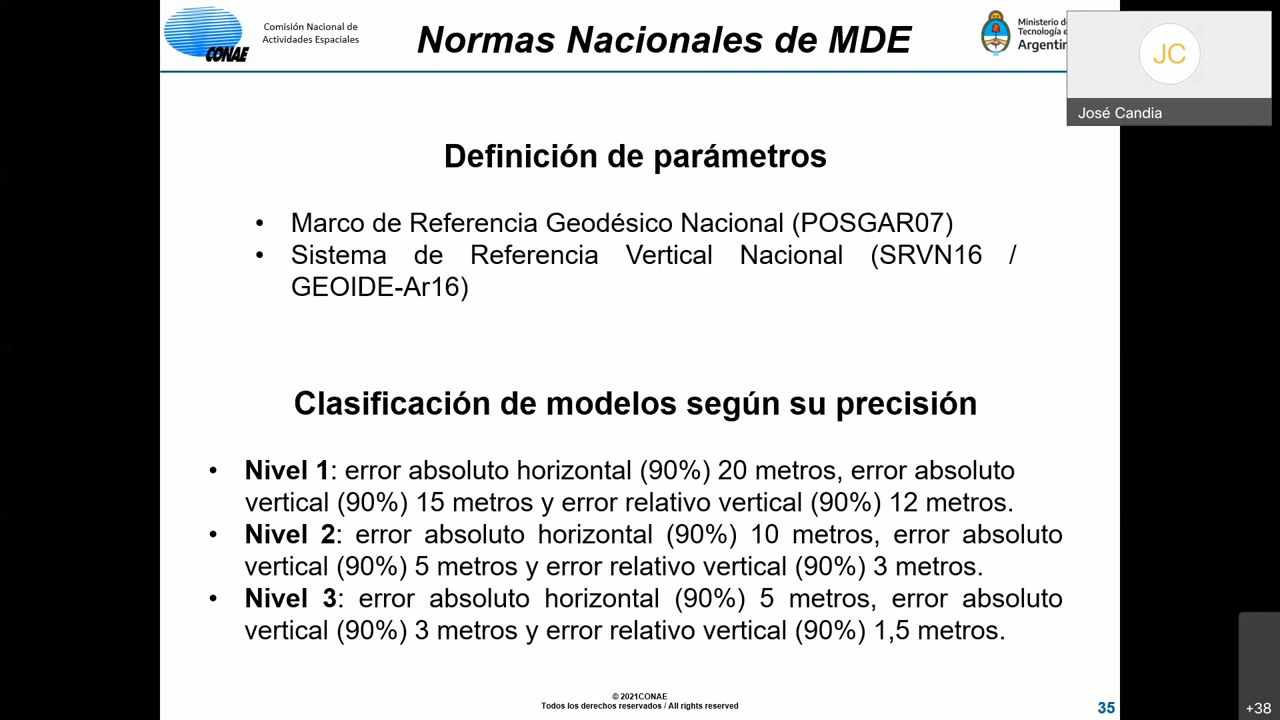 CONAE
Comisión Nacional de
Actividades Espaciales
Normas Nacionales de MDE
Ministerio de
Tecnología e
Argentin
JC
José Candia
Definición de parámetros
• Marco de Referencia Geodésico Nacional (POSGAR07)
• Sistema de Referencia Vertical Nacional (SRVN16 /
GEOIDE-Ar16)
Clasificación de modelos según su precisión
• Nivel 1: error absoluto horizontal (90%) 20 metros, error absoluto
vertical (90%) 15 metros y error relativo vertical (90%) 12 metros.
• Nivel 2: error absoluto horizontal (90%) 10 metros, error absoluto
vertical (90%) 5 metros y error relativo vertical (90%) 3 metros.
• Nivel 3: error absoluto horizontal (90%) 5 metros, error absoluto
vertical (90%) 3 metros y error relativo vertical (90%) 1,5 metros.
© 2021CONAE
Todos los derechos reservados / All rights reserved
35
+38